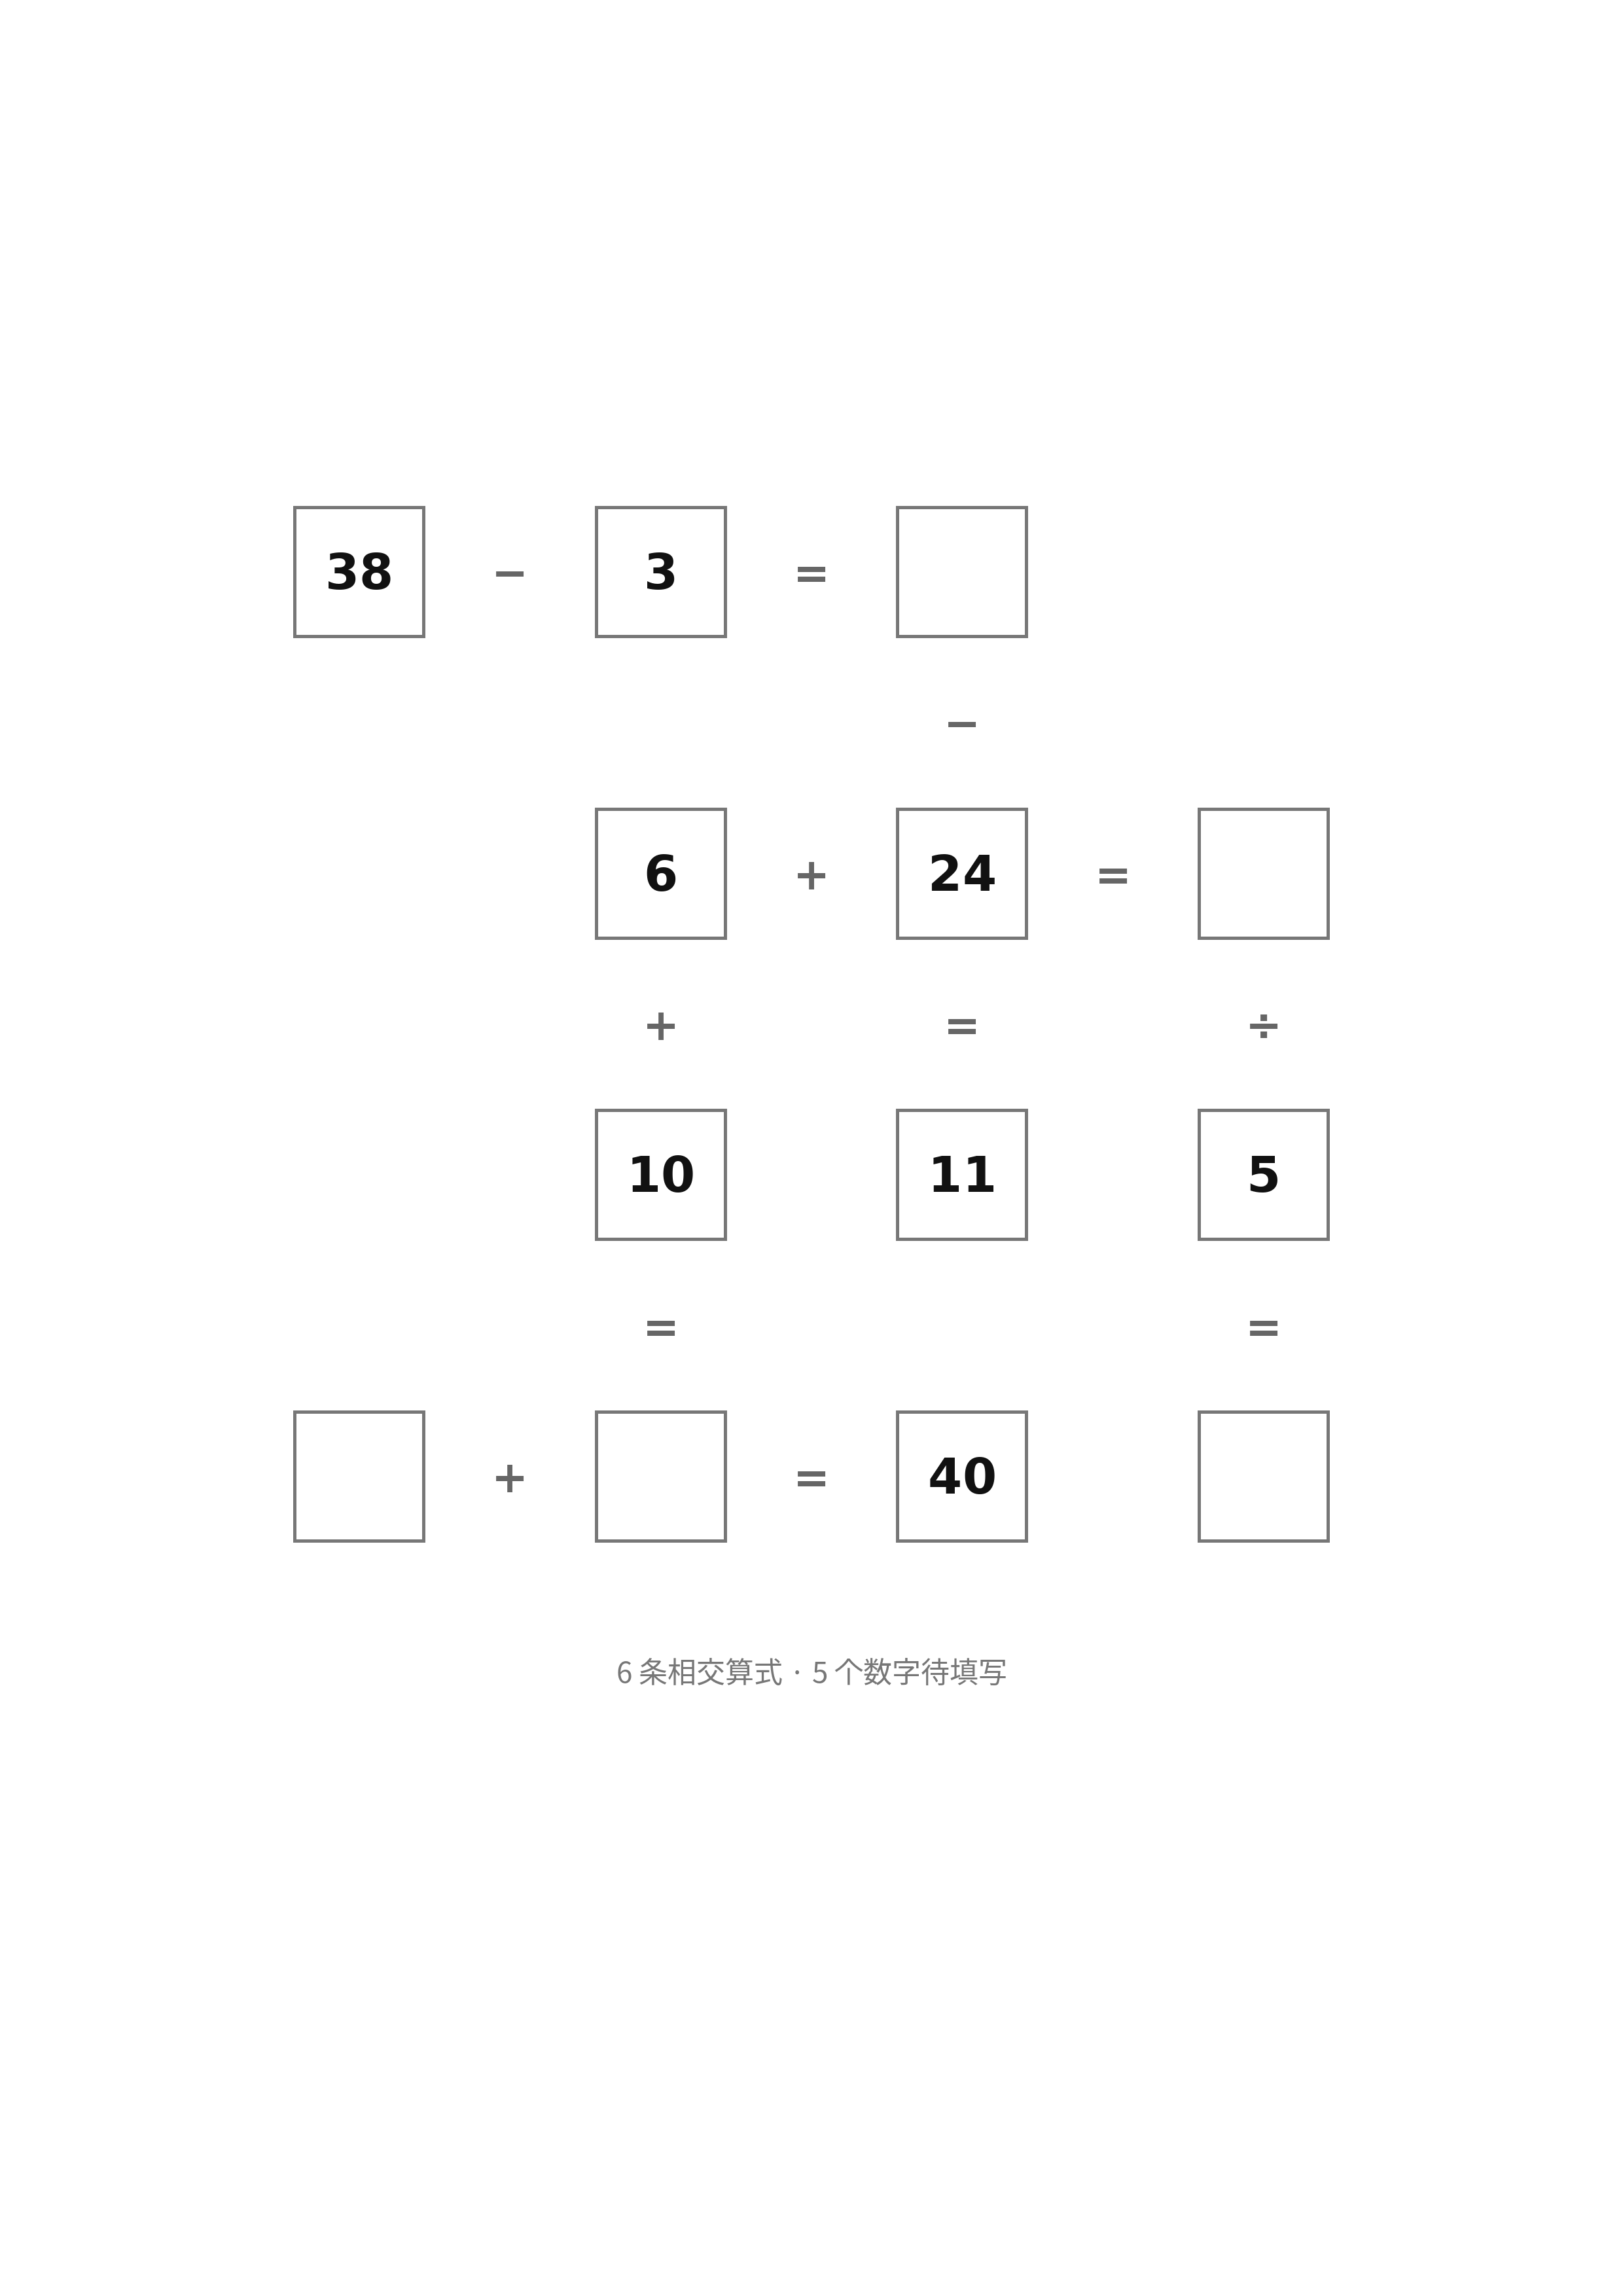 38 − 3 =
−
6 + 24 =
+ = ÷
10 11 5
= =
+ = 40
6 条相交算式 · 5 个数字待填写